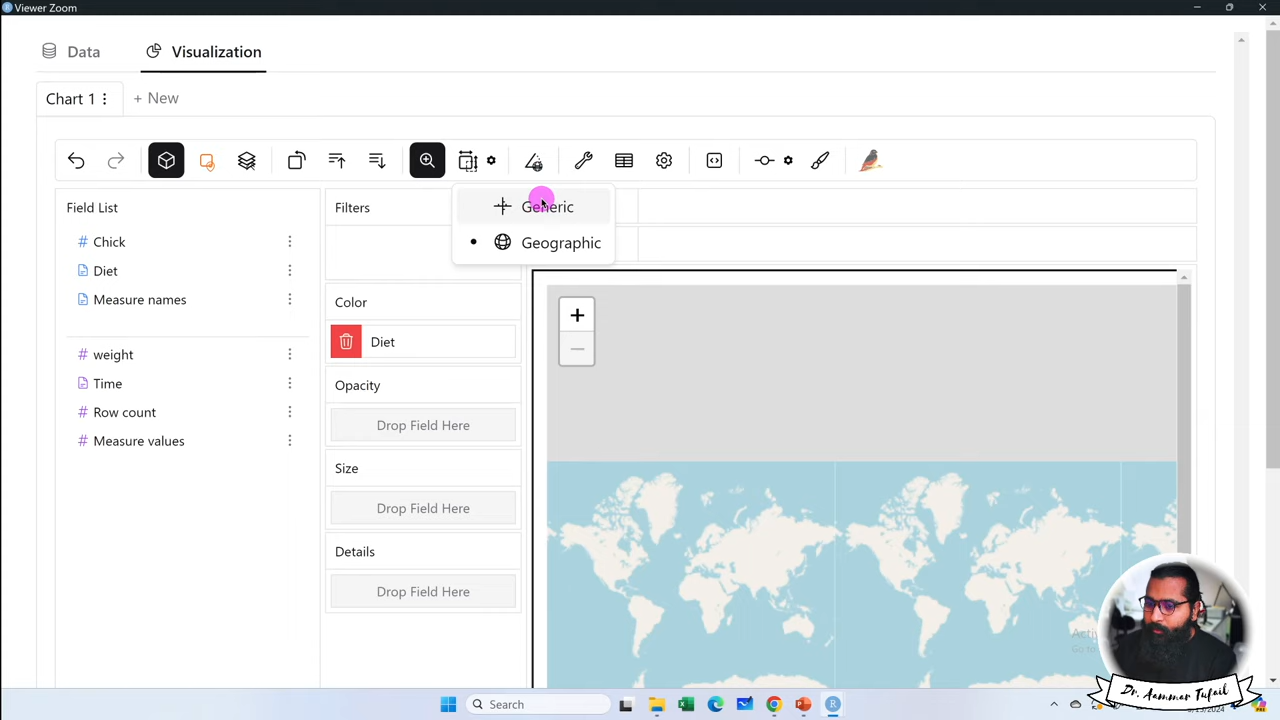 Viewer Zoom
Data
Visualization
Chart 1
+ New
Field List
Chick
Diet
Measure names
weight
Time
Row count
Measure values
Filters
Generic
Geographic
Color
Diet
Opacity
Drop Field Here
Size
Drop Field Here
Details
Drop Field Here
+
−
Dr. Aammar Tufail
Search